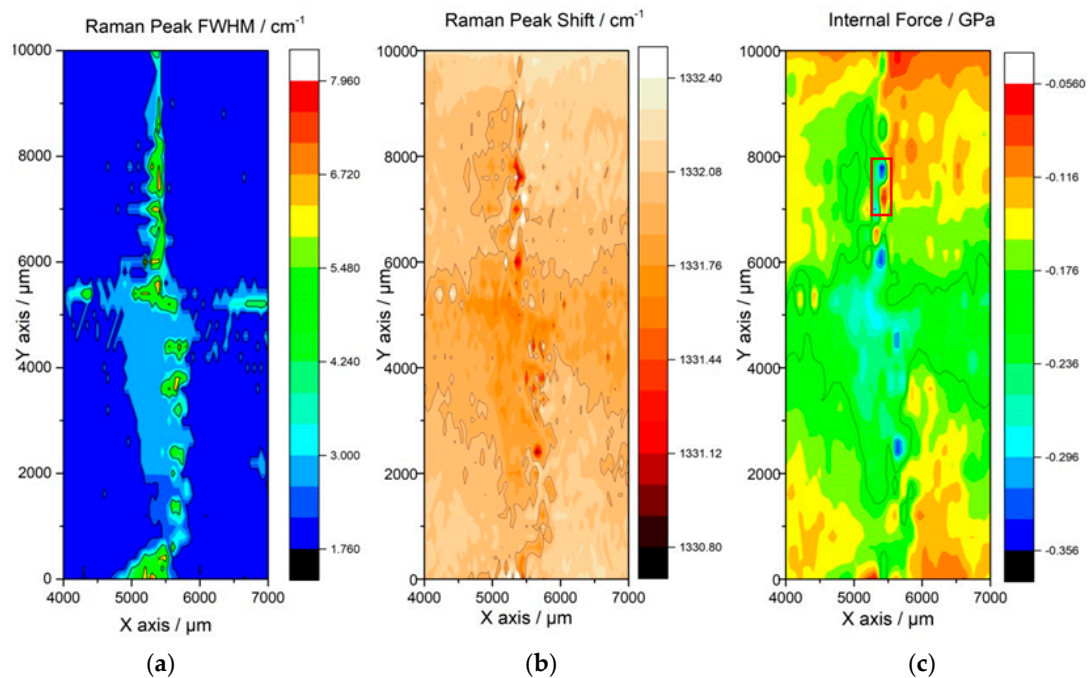 Raman Peak FWHM / cm⁻¹
10000
8000
6000
4000
2000
0
Y axis / µm
4000 5000 6000 7000
X axis / µm
7.960
6.720
5.480
4.240
3.000
1.760
(a)
Raman Peak Shift / cm⁻¹
10000
8000
6000
4000
2000
0
Y axis / µm
4000 5000 6000 7000
X axis / µm
1332.40
1332.08
1331.76
1331.44
1331.12
1330.80
(b)
Internal Force / GPa
10000
8000
6000
4000
2000
0
Y axis / µm
4000 5000 6000 7000
X axis / µm
-0.0560
-0.116
-0.176
-0.236
-0.296
-0.356
(c)